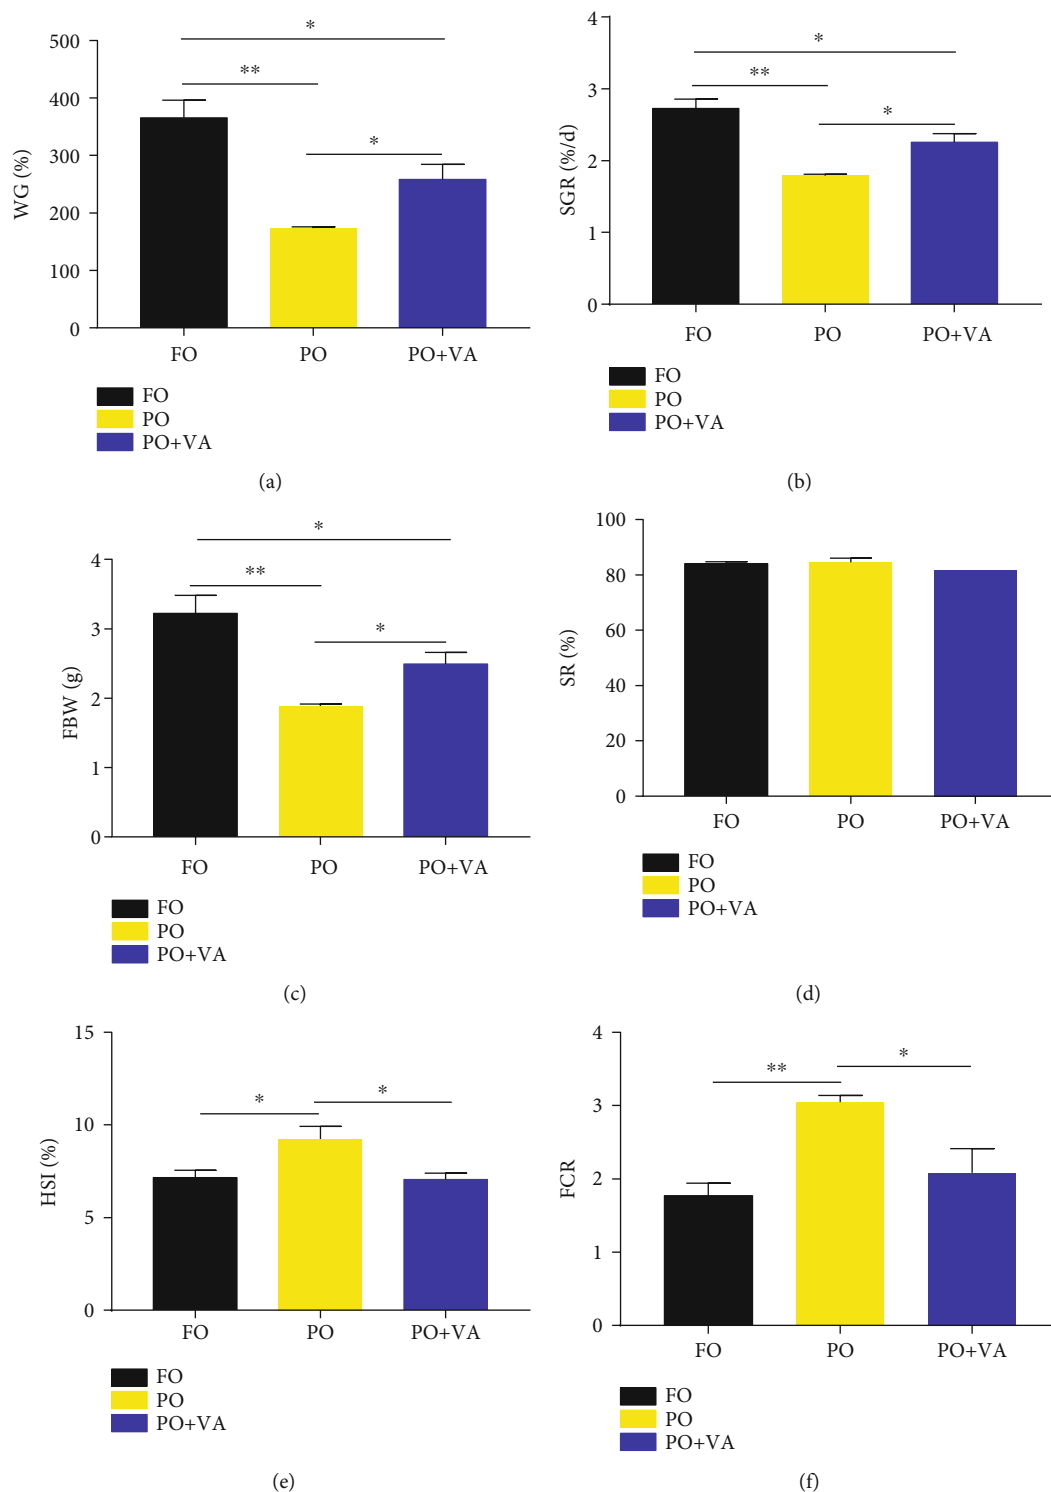 *
**
*
500
400
300
200
100
0
WG (%)
FO PO PO+VA
FO
PO
PO+VA
(a)
*
**
*
4
3
2
1
0
SGR (%/d)
FO PO PO+VA
FO
PO
PO+VA
(b)
*
**
*
4
3
2
1
0
FBW (g)
FO PO PO+VA
FO
PO
PO+VA
(c)
100
80
60
40
20
0
SR (%)
FO PO PO+VA
FO
PO
PO+VA
(d)
*
*
15
10
5
0
HSI (%)
FO PO PO+VA
FO
PO
PO+VA
(e)
**
*
4
3
2
1
0
FCR
FO PO PO+VA
FO
PO
PO+VA
(f)